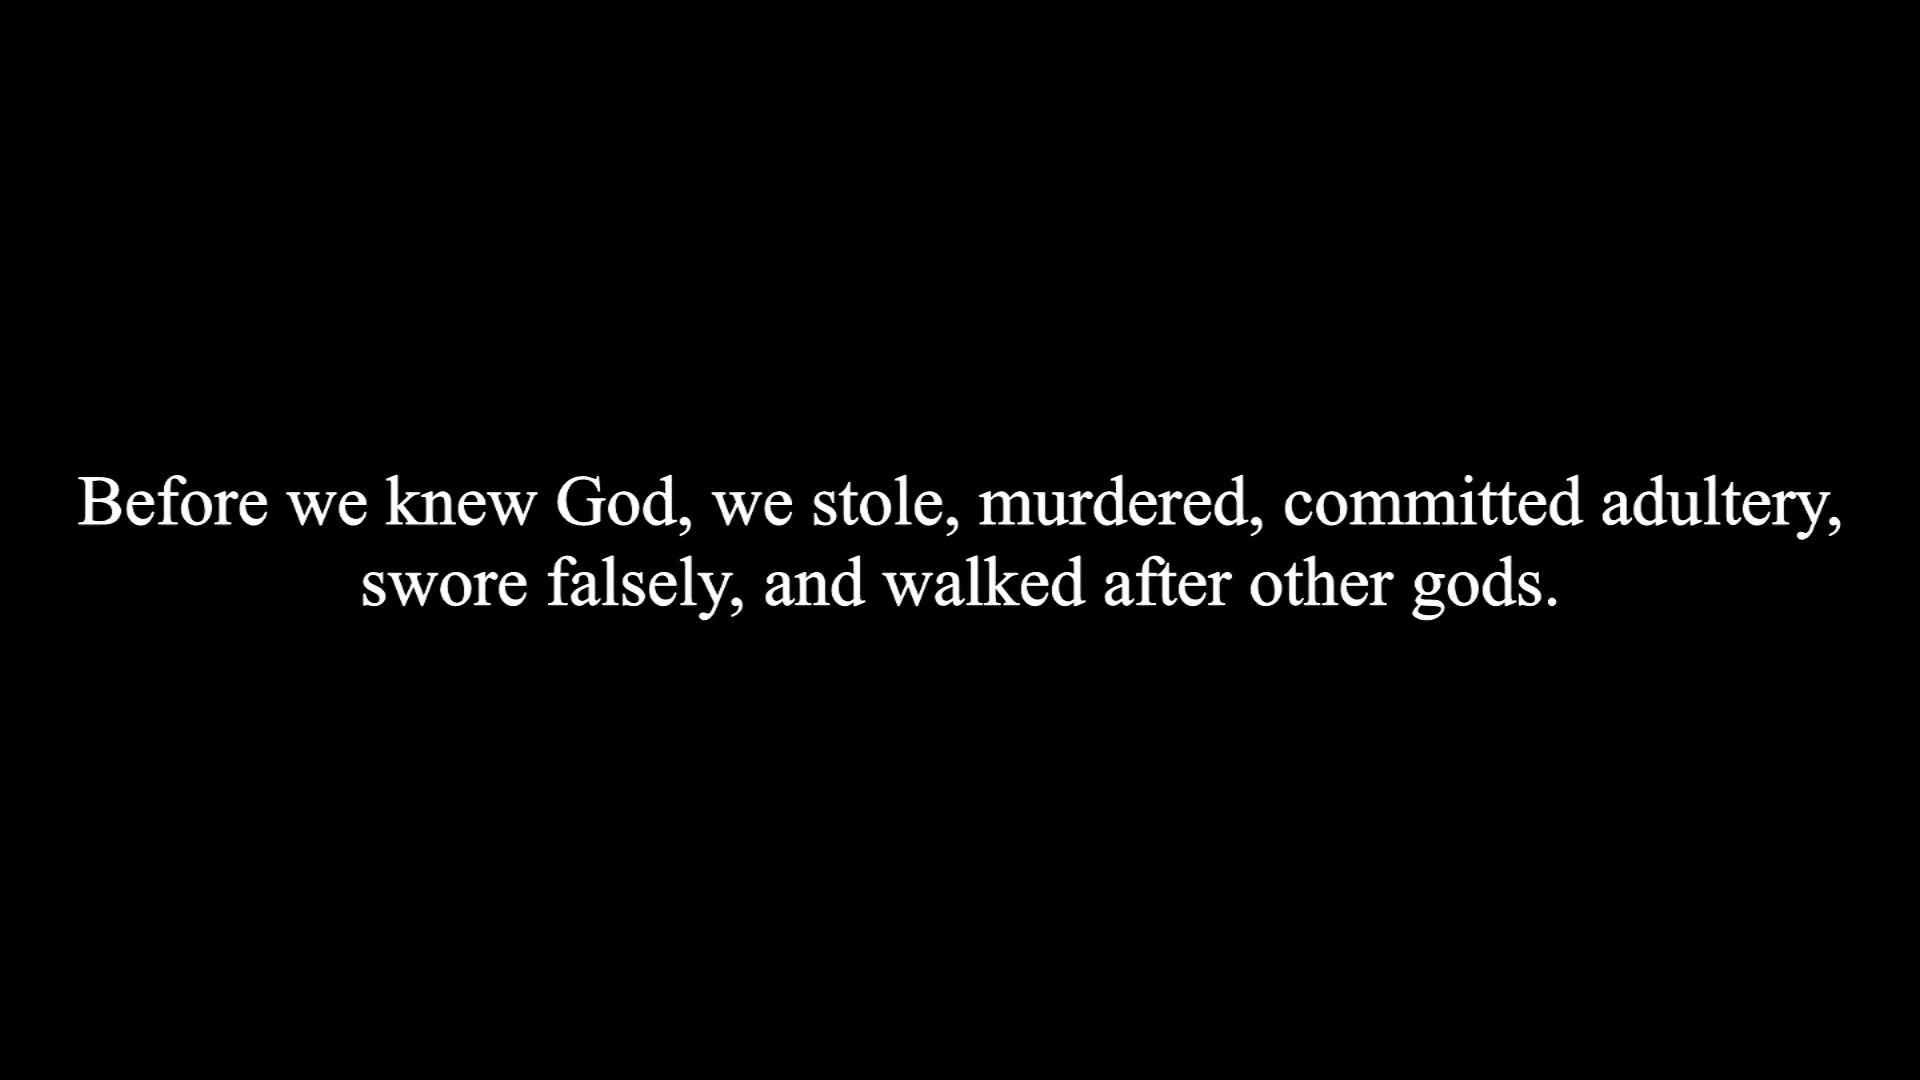 Before we knew God, we stole, murdered, committed adultery,
swore falsely, and walked after other gods.